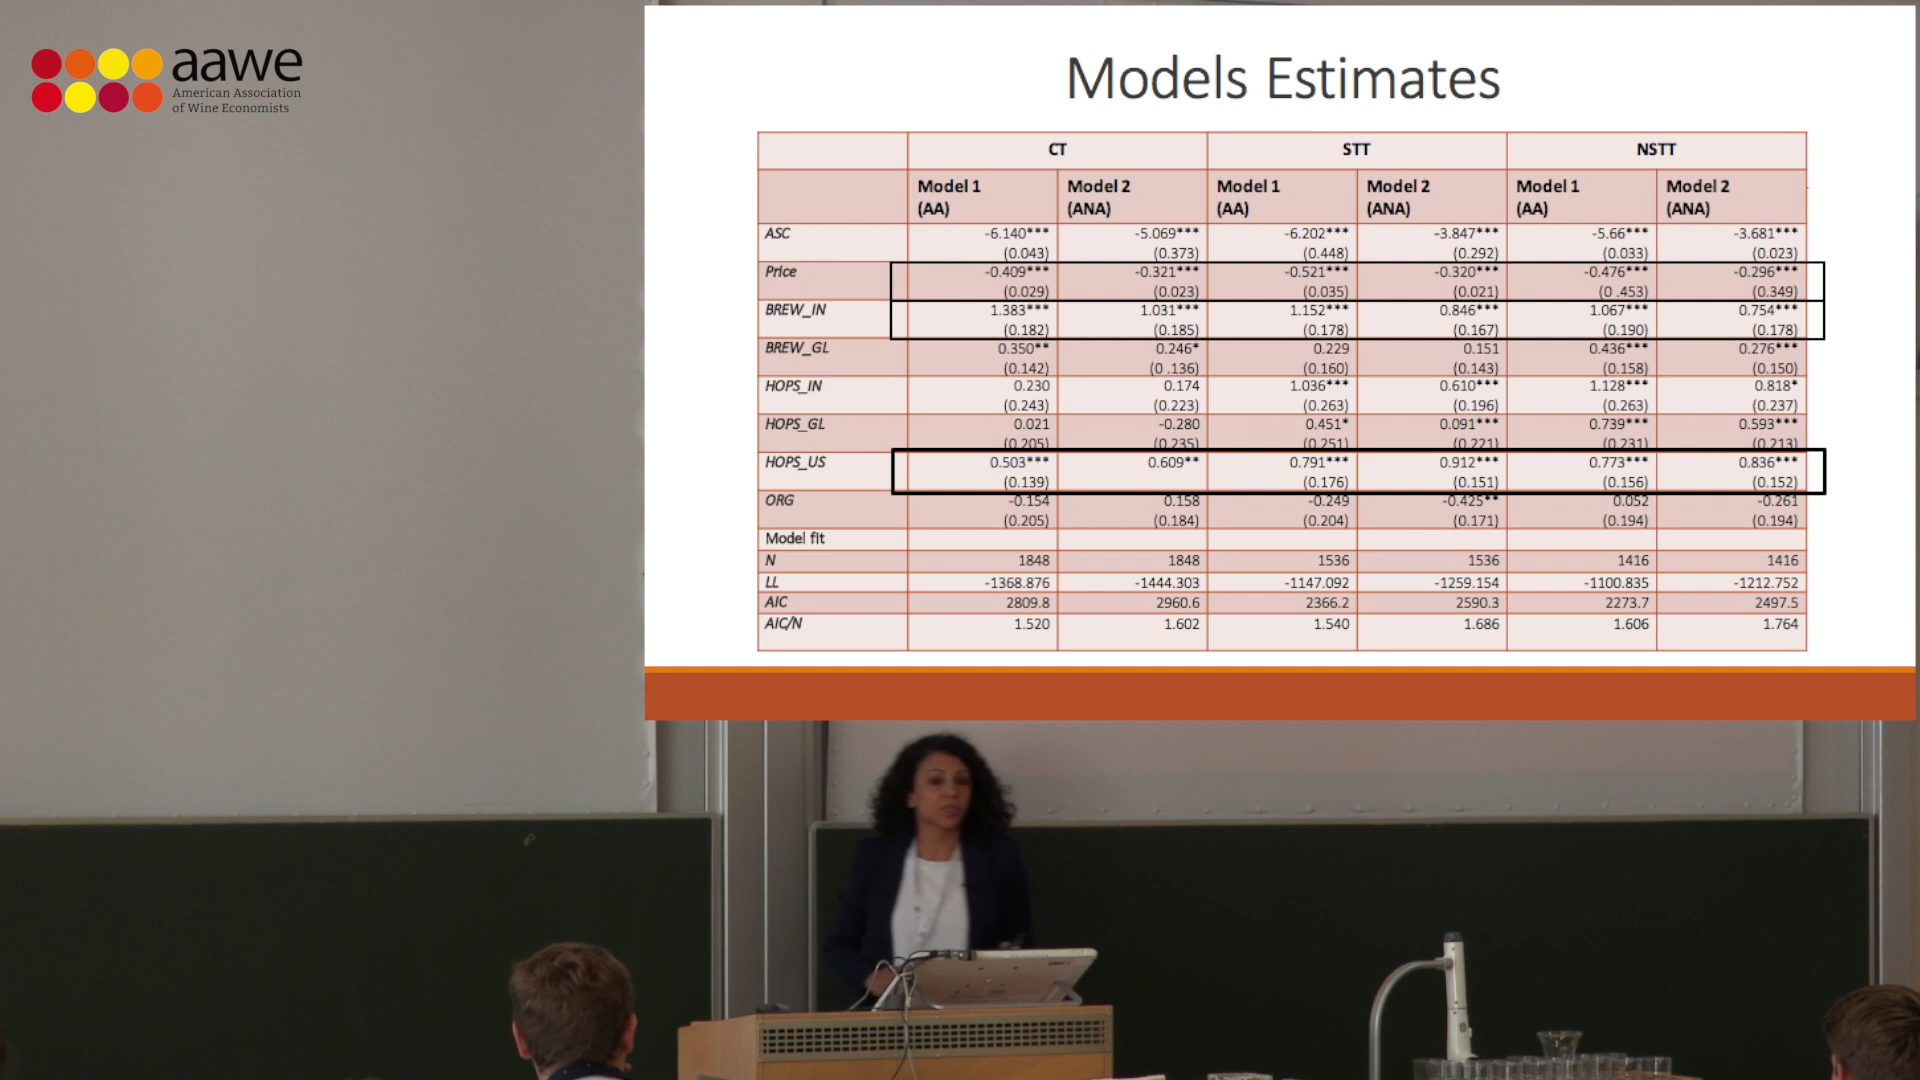 aawe
American Association
of Wine Economists
Models Estimates
CT STT NSTT
Model 1 (AA) Model 2 (ANA) Model 1 (AA) Model 2 (ANA) Model 1 (AA) Model 2 (ANA)
ASC -6.140*** -5.069*** -6.202*** -3.847*** -5.66*** -3.681***
(0.043) (0.373) (0.448) (0.292) (0.033) (0.023)
Price -0.409*** -0.321*** -0.521*** -0.320*** -0.476*** -0.296***
(0.029) (0.023) (0.035) (0.021) (0 .453) (0.349)
BREW_IN 1.383*** 1.031*** 1.152*** 0.846*** 1.067*** 0.754***
(0.182) (0.185) (0.178) (0.167) (0.190) (0.178)
BREW_GL 0.350** 0.246* 0.229 0.151 0.436*** 0.276***
(0.142) (0 .136) (0.160) (0.143) (0.158) (0.150)
HOPS_IN 0.230 0.174 1.036*** 0.610*** 1.128*** 0.818*
(0.243) (0.223) (0.263) (0.196) (0.263) (0.237)
HOPS_GL 0.021 -0.280 0.451* 0.091*** 0.739*** 0.593***
(0.205) (0.235) (0.251) (0.221) (0.231) (0.213)
HOPS_US 0.503*** 0.609** 0.791*** 0.912*** 0.773*** 0.836***
(0.139) (0.176) (0.151) (0.156) (0.152)
ORG -0.154 0.158 -0.249 -0.425** 0.052 -0.261
(0.205) (0.184) (0.204) (0.171) (0.194) (0.194)
Model fit
N 1848 1848 1536 1536 1416 1416
LL -1368.876 -1444.303 -1147.092 -1259.154 -1100.835 -1212.752
AIC 2809.8 2960.6 2366.2 2590.3 2273.7 2497.5
AIC/N 1.520 1.602 1.540 1.686 1.606 1.764